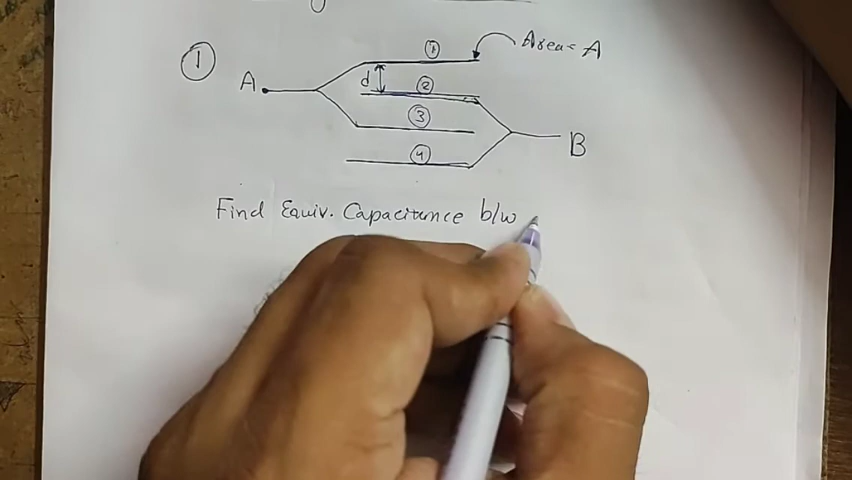 ①
① Area = A
A
d ②
③
B
④
Find Equiv. Capacitance b/w